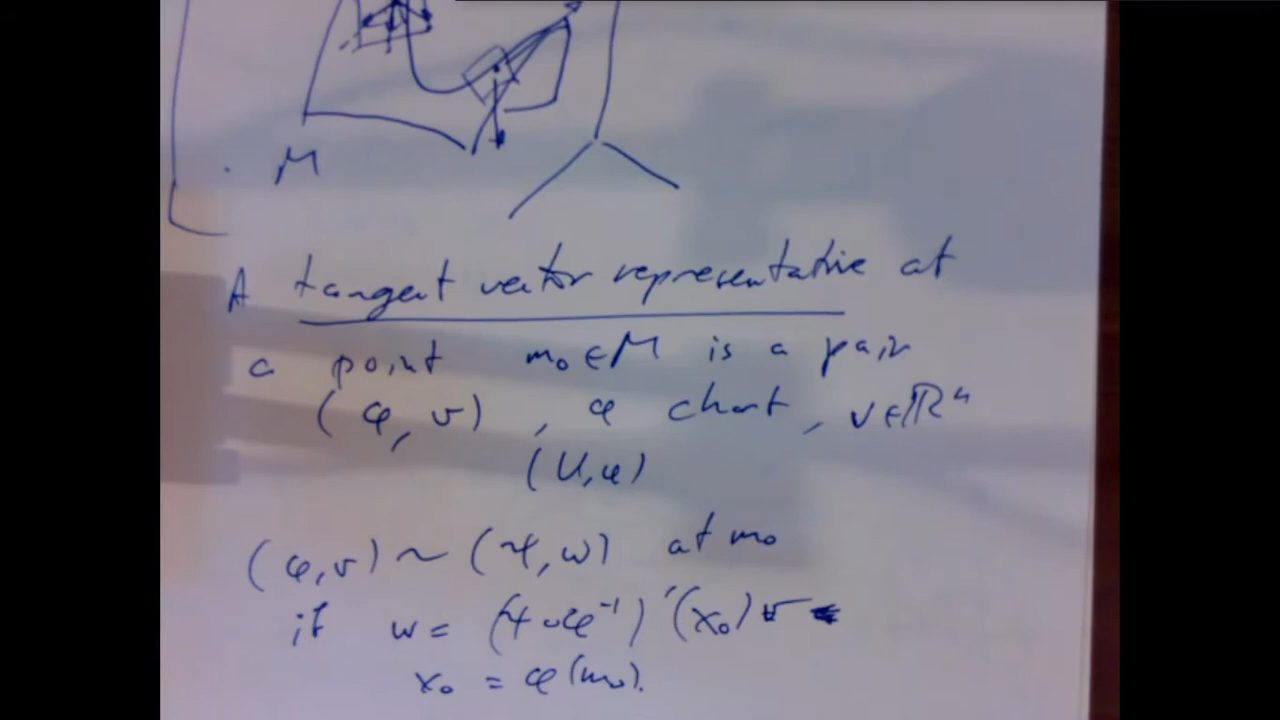 M
A tangent vector representative at
a point m₀ ∈ M is a pair
(φ, v), φ chart, v ∈ ℝⁿ
(U, φ)
(φ, v) ~ (ψ, w) at m₀
if w = (ψ ∘ φ⁻¹)'(x₀) v
x₀ = φ(m₀).